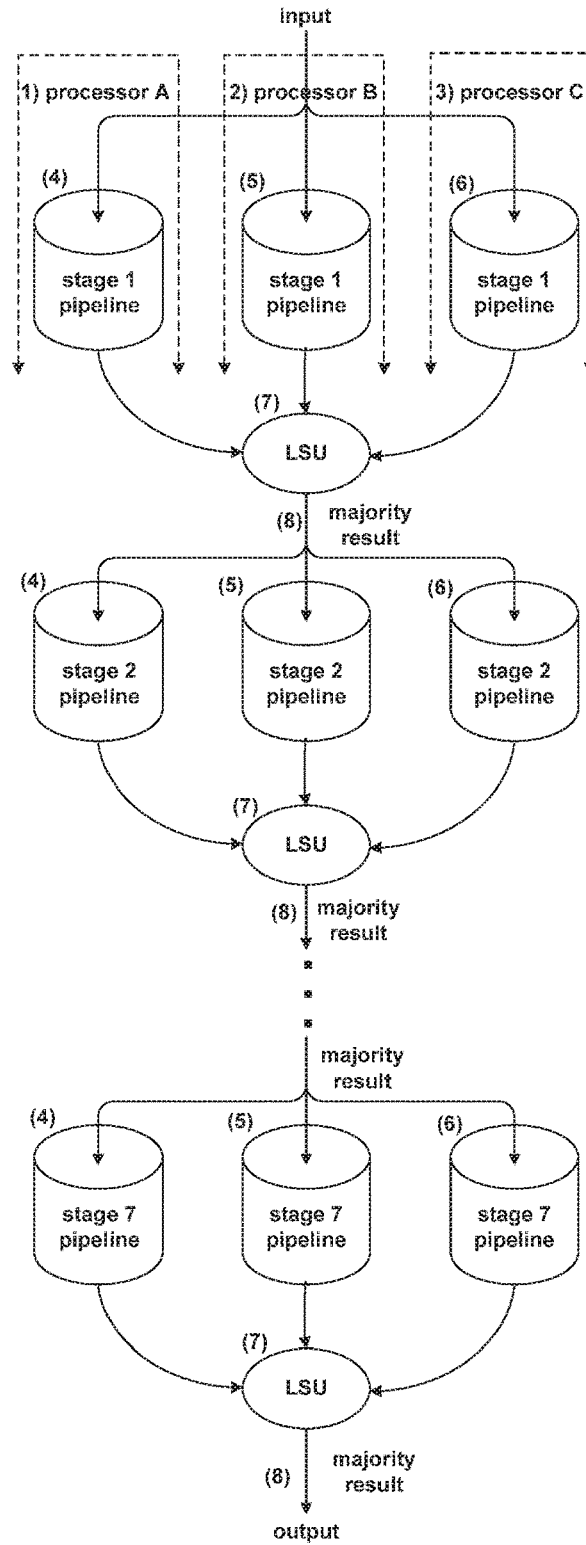 input
1) processor A
2) processor B
3) processor C
(4)
(5)
(6)
stage 1
pipeline
stage 1
pipeline
stage 1
pipeline
(7)
LSU
(8)
majority
result
(4)
(5)
(6)
stage 2
pipeline
stage 2
pipeline
stage 2
pipeline
(7)
LSU
(8)
majority
result
majority
result
(4)
(5)
(6)
stage 7
pipeline
stage 7
pipeline
stage 7
pipeline
(7)
LSU
(8)
majority
result
output